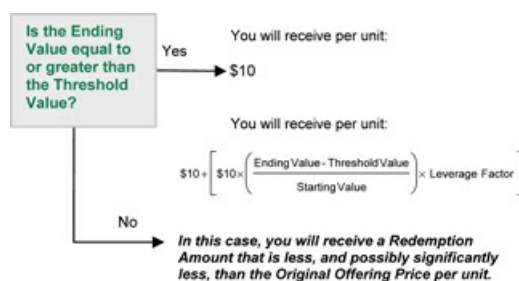 Is the Ending
Value equal to
or greater than
the Threshold
Value?
Yes
You will receive per unit:
$10
You will receive per unit:
$10 + [ $10 × ( Ending Value - Threshold Value / Starting Value ) × Leverage Factor ]
No
In this case, you will receive a Redemption
Amount that is less, and possibly significantly
less, than the Original Offering Price per unit.